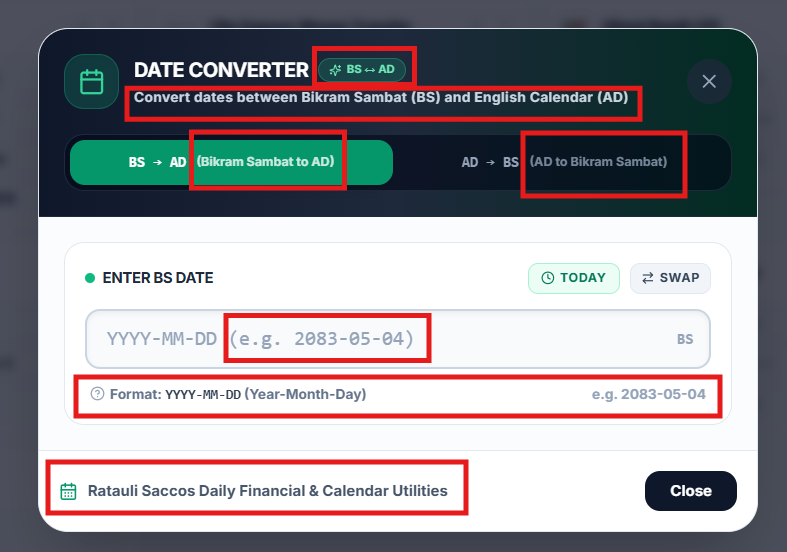 DATE CONVERTER BS ↔ AD
Convert dates between Bikram Sambat (BS) and English Calendar (AD)
BS → AD (Bikram Sambat to AD) AD → BS (AD to Bikram Sambat)
ENTER BS DATE TODAY SWAP
YYYY-MM-DD (e.g. 2083-05-04) BS
Format: YYYY-MM-DD (Year-Month-Day) e.g. 2083-05-04
Ratauli Saccos Daily Financial & Calendar Utilities Close